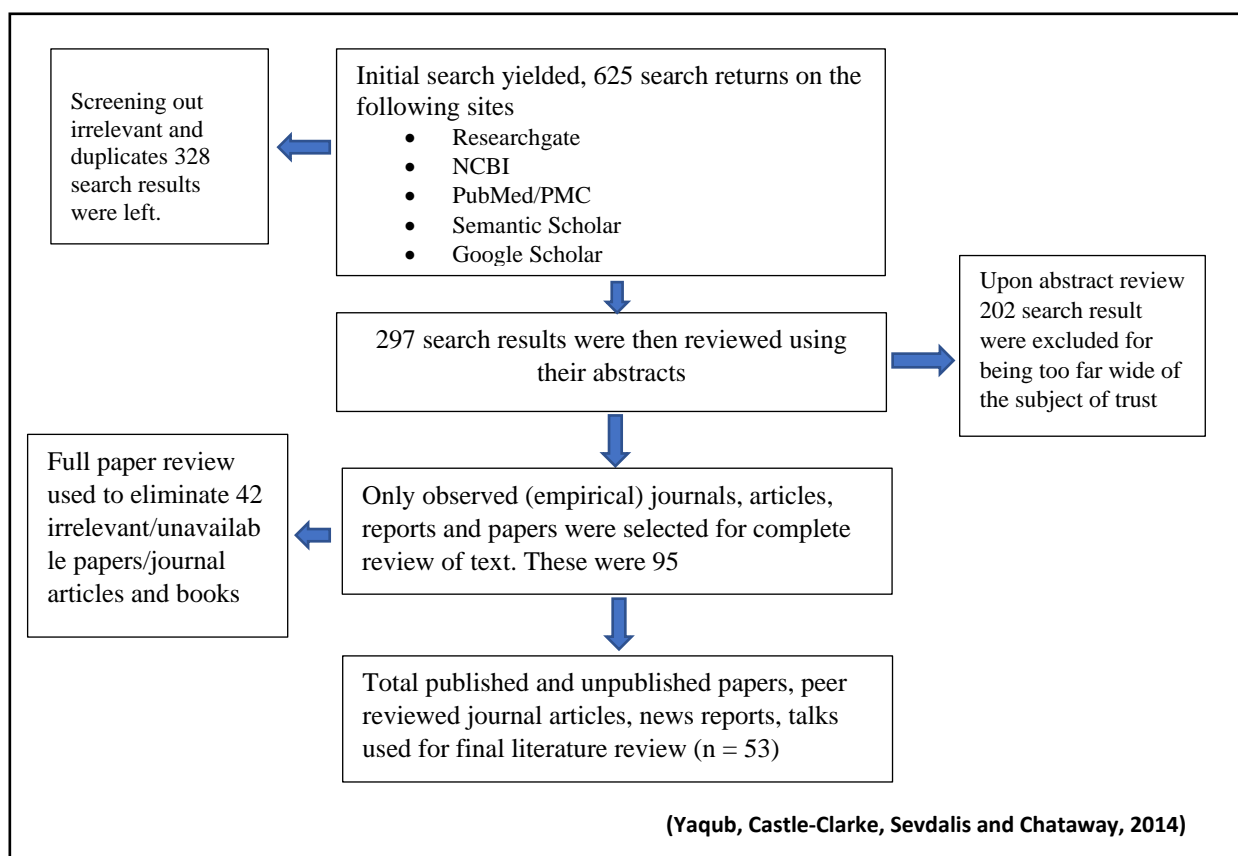 Initial search yielded, 625 search returns on the
following sites
• Researchgate
• NCBI
• PubMed/PMC
• Semantic Scholar
• Google Scholar
Screening out
irrelevant and
duplicates 328
search results
were left.
297 search results were then reviewed using
their abstracts
Upon abstract review
202 search result
were excluded for
being too far wide of
the subject of trust
Only observed (empirical) journals, articles,
reports and papers were selected for complete
review of text. These were 95
Full paper review
used to eliminate 42
irrelevant/unavailab
le papers/journal
articles and books
Total published and unpublished papers, peer
reviewed journal articles, news reports, talks
used for final literature review (n = 53)
(Yaqub, Castle-Clarke, Sevdalis and Chataway, 2014)